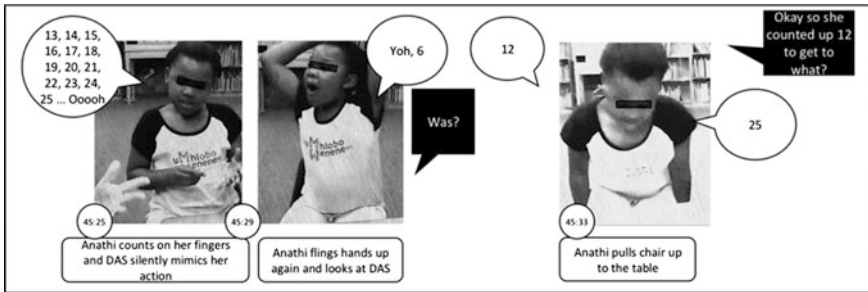 13, 14, 15,
16, 17, 18,
19, 20, 21,
22, 23, 24,
25 ... Ooooh
Yoh, 6
Was?
12
Okay so she
counted up 12
to get to
what?
25
uMhlobo
Wenene
45:25
45:29
45:33
Anathi counts on her fingers
and DAS silently mimics her
action
Anathi flings hands up
again and looks at DAS
Anathi pulls chair up
to the table